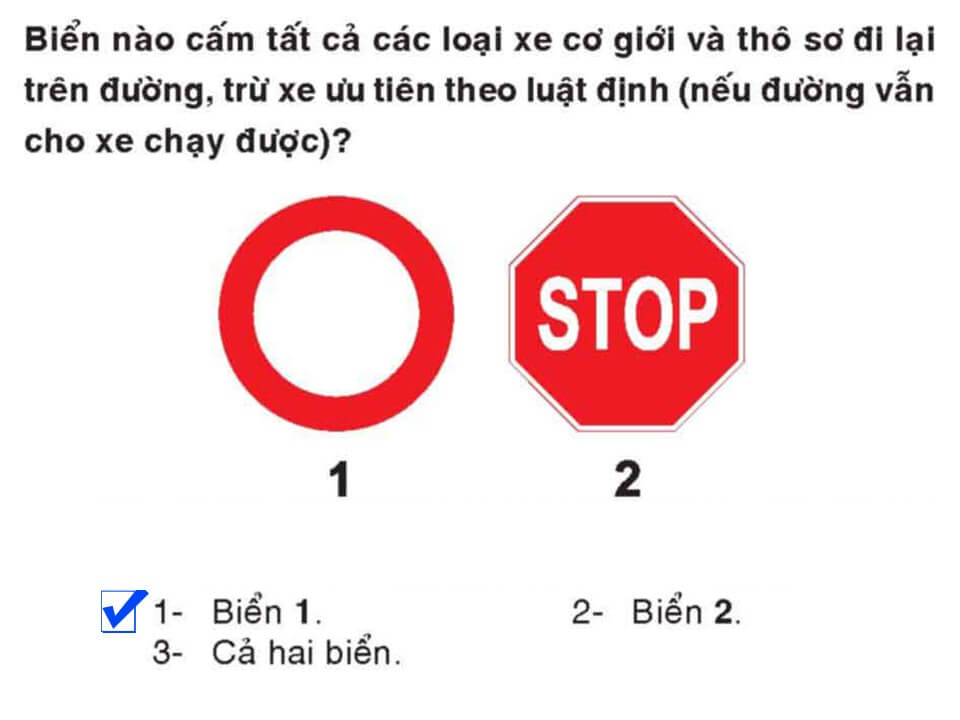 Biển nào cấm tất cả các loại xe cơ giới và thô sơ đi lại
trên đường, trừ xe ưu tiên theo luật định (nếu đường vẫn
cho xe chạy được)?
STOP
1 2
1- Biển 1. 2- Biển 2.
3- Cả hai biển.